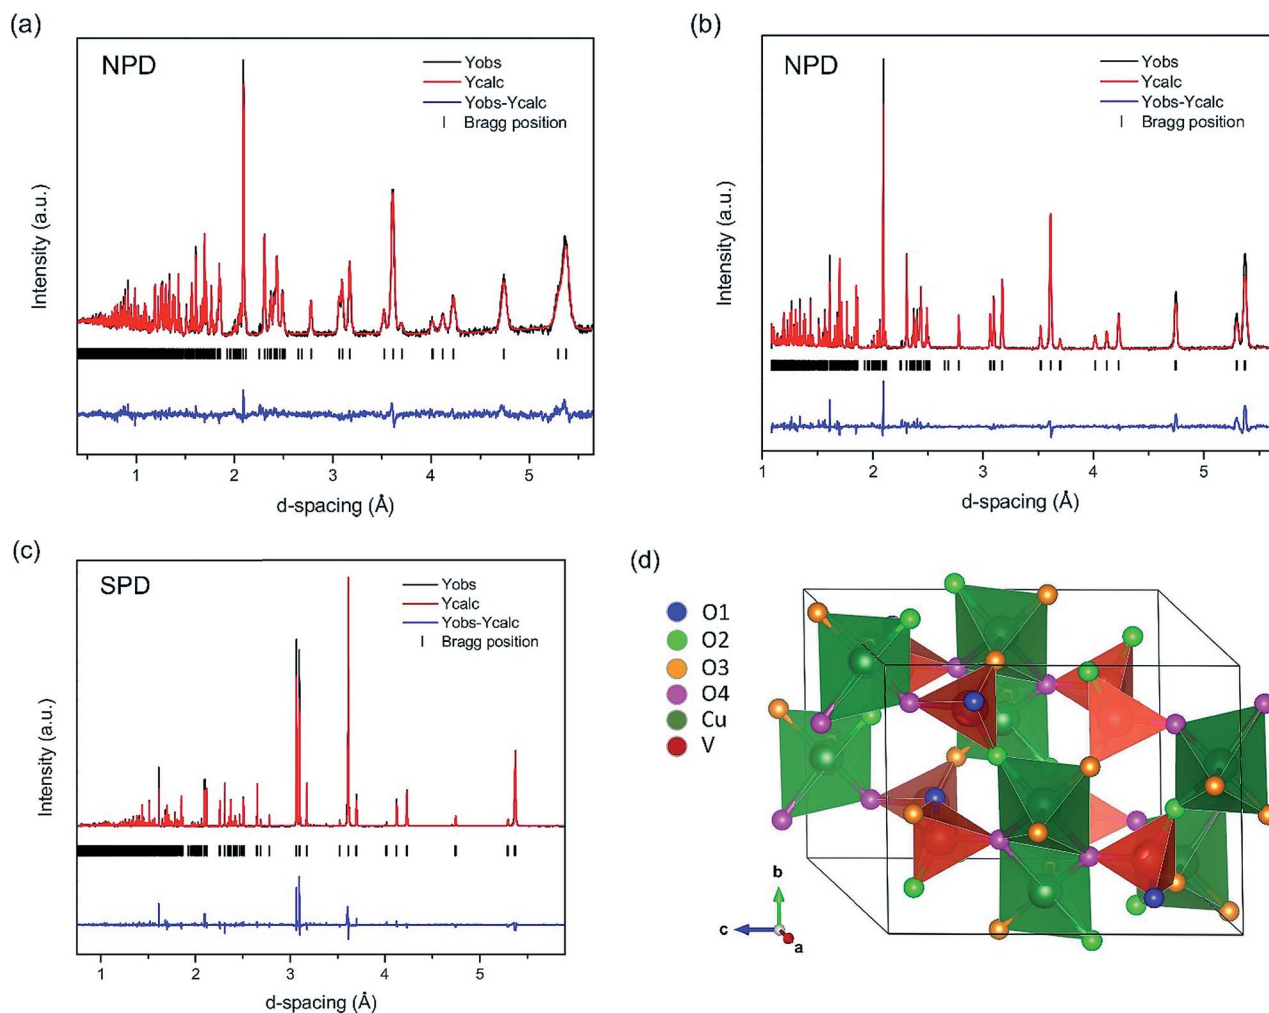 (a)
NPD
Yobs
Ycalc
Yobs-Ycalc
Bragg position
Intensity (a.u.)
1 2 3 4 5
d-spacing (Å)
(b)
NPD
Yobs
Ycalc
Yobs-Ycalc
Bragg position
Intensity (a.u.)
1 2 3 4 5
d-spacing (Å)
(c)
SPD
Yobs
Ycalc
Yobs-Ycalc
Bragg position
Intensity (a.u.)
1 2 3 4 5
d-spacing (Å)
(d)
O1
O2
O3
O4
Cu
V
b
c
a